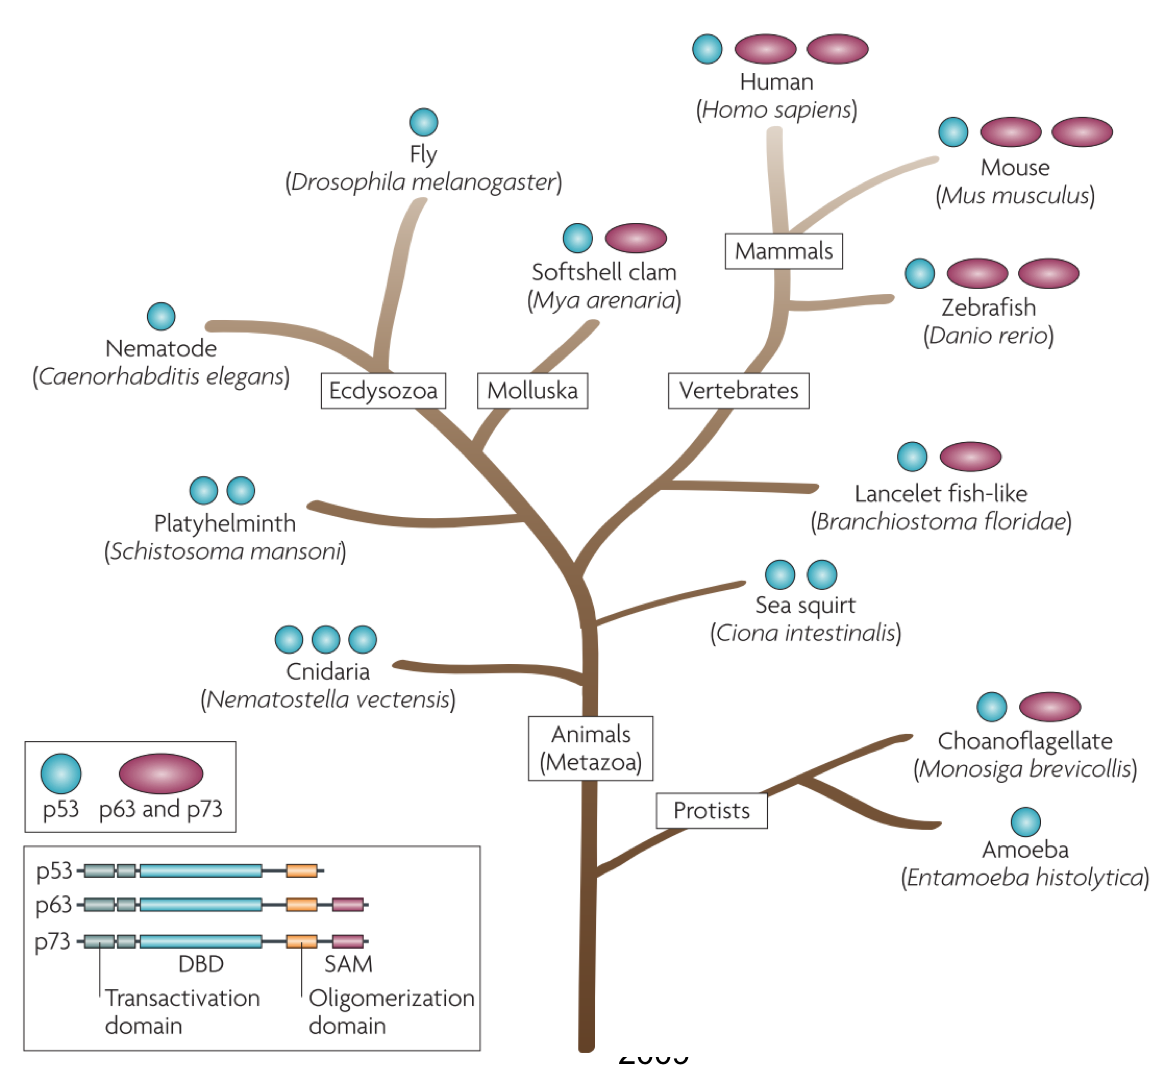 Human
(Homo sapiens)
Fly
(Drosophila melanogaster)
Mouse
(Mus musculus)
Mammals
Softshell clam
(Mya arenaria)
Zebrafish
(Danio rerio)
Nematode
(Caenorhabditis elegans)
Ecdysozoa
Molluska
Vertebrates
Lancelet fish-like
(Branchiostoma floridae)
Platyhelminth
(Schistosoma mansoni)
Sea squirt
(Ciona intestinalis)
Cnidaria
(Nematostella vectensis)
Animals
(Metazoa)
Choanoflagellate
(Monosiga brevicollis)
Protists
Amoeba
(Entamoeba histolytica)
p53 p63 and p73
p53
p63
p73
DBD SAM
Transactivation
domain
Oligomerization
domain